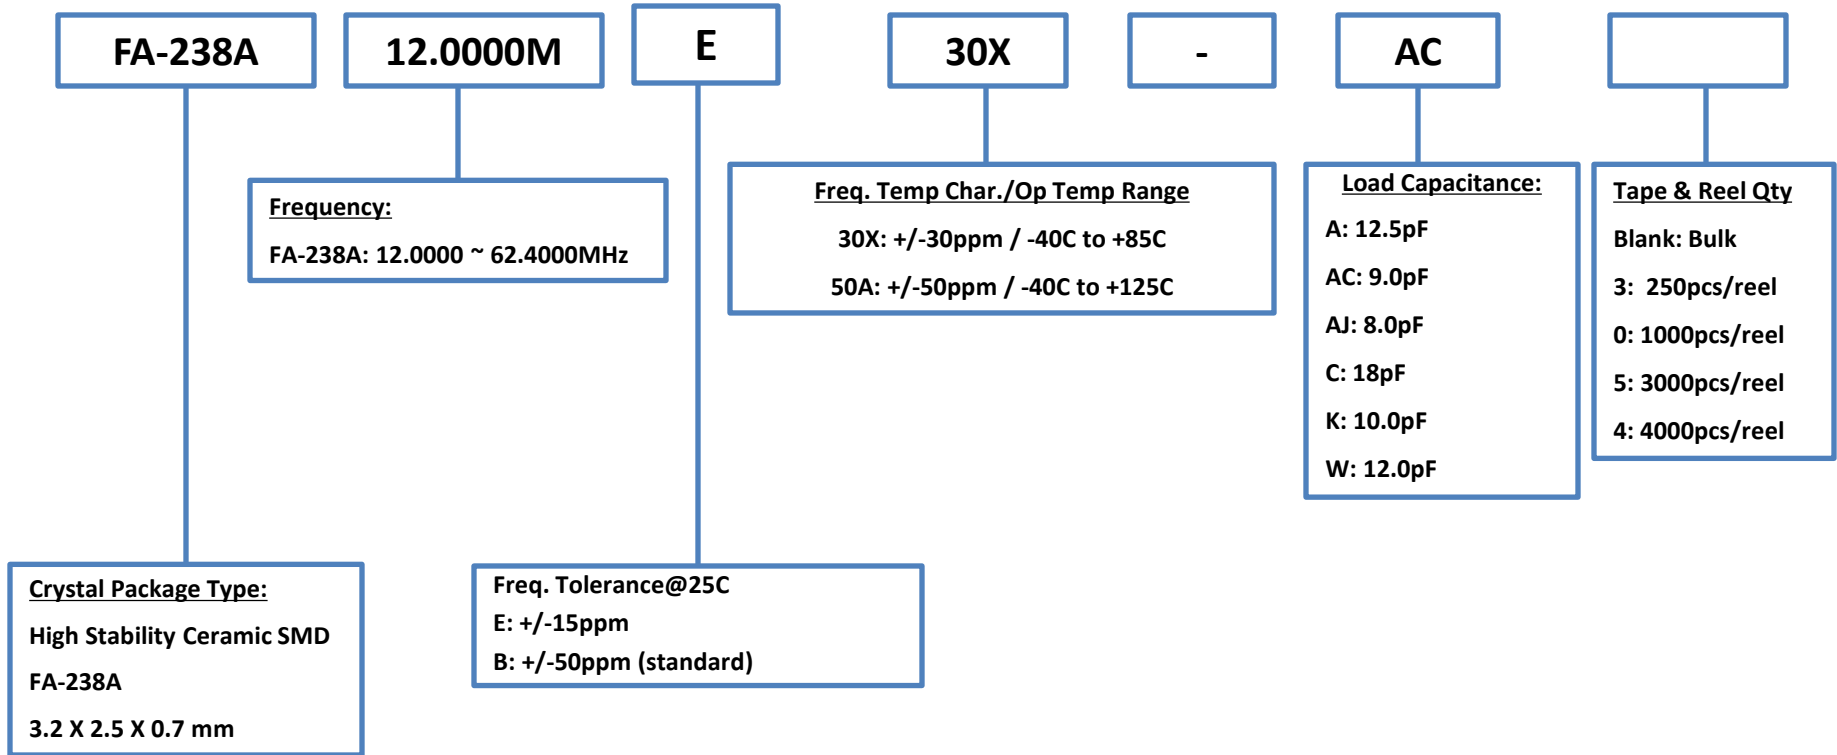 FA-238A
12.0000M
E
30X
-
AC
Frequency:
FA-238A: 12.0000 ~ 62.4000MHz
Freq. Temp Char./Op Temp Range
30X: +/-30ppm / -40C to +85C
50A: +/-50ppm / -40C to +125C
Load Capacitance:
A: 12.5pF
AC: 9.0pF
AJ: 8.0pF
C: 18pF
K: 10.0pF
W: 12.0pF
Tape & Reel Qty
Blank: Bulk
3:  250pcs/reel
0: 1000pcs/reel
5: 3000pcs/reel
4: 4000pcs/reel
Crystal Package Type:
High Stability Ceramic SMD
FA-238A
3.2 X 2.5 X 0.7 mm
Freq. Tolerance@25C
E: +/-15ppm
B: +/-50ppm (standard)